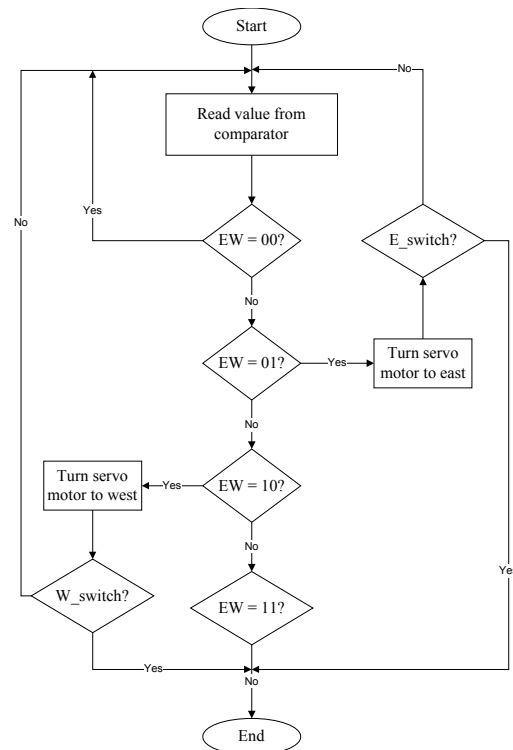 Start
No
Read value from
comparator
No
Yes
EW = 00?
E_switch?
No
EW = 01?
Yes
Turn servo
motor to east
No
Turn servo
motor to west
Yes
EW = 10?
No
Ye
W_switch?
EW = 11?
Yes
No
End